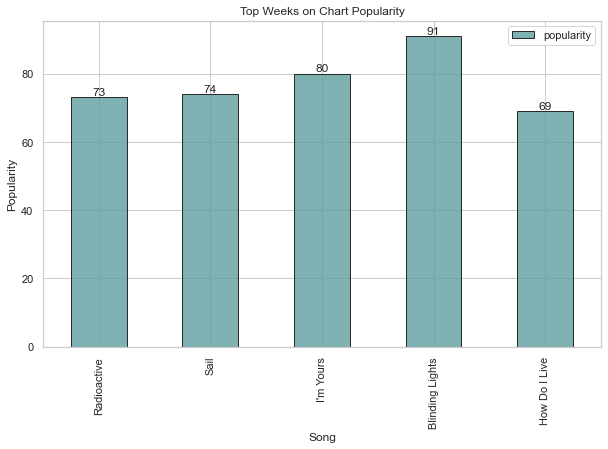 Top Weeks on Chart Popularity
popularity
Popularity
80
60
40
20
0
73
74
80
91
69
Radioactive
Sail
I'm Yours
Blinding Lights
How Do I Live
Song